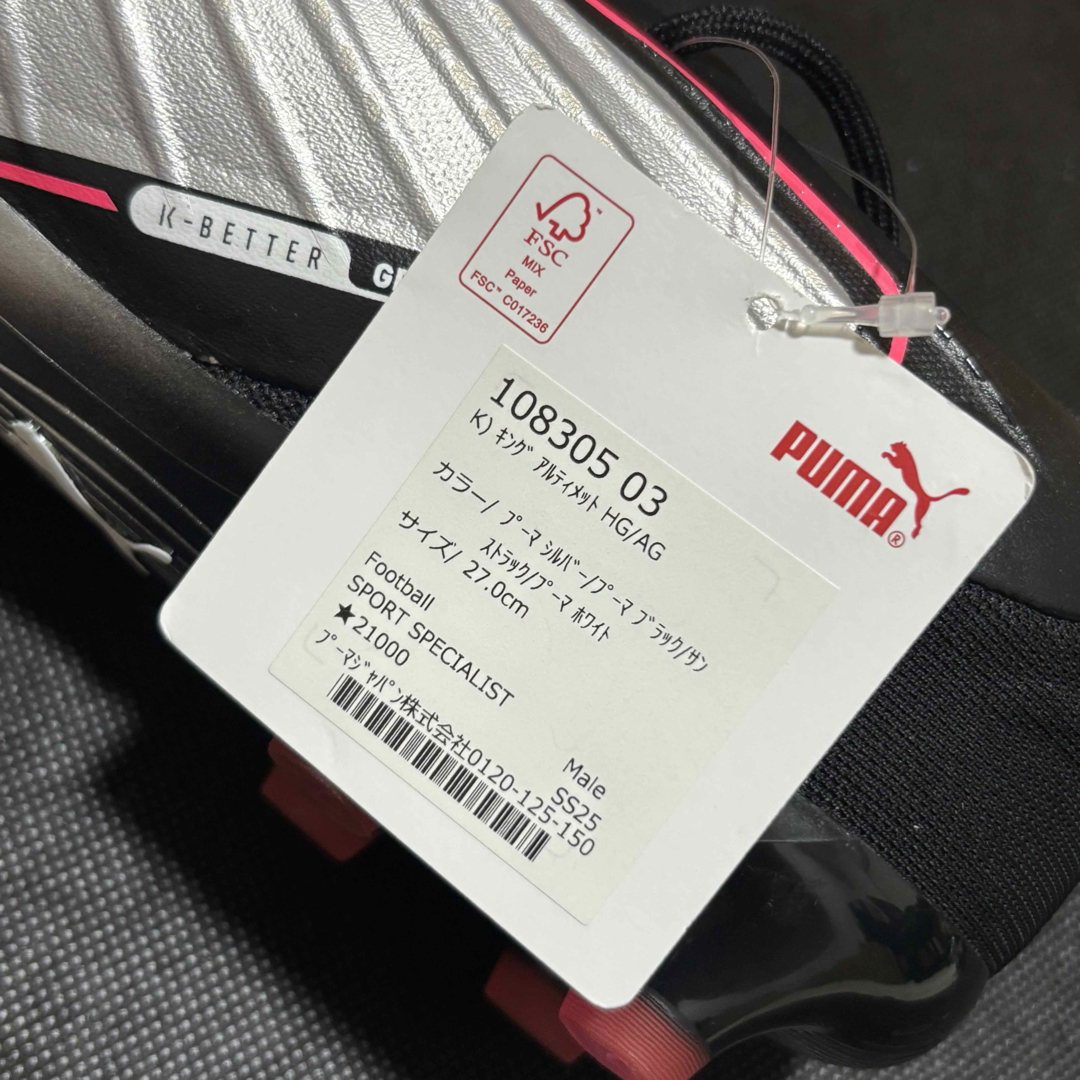 K-BETTER
FSC™
MIX
Paper
FSC™ C017236
PUMA®
108305 03
K) ｷﾝｸﾞ ｱﾙﾃｨﾒｯﾄ HG/AG
カラー/ ﾌﾟｰﾏ ｼﾙﾊﾞｰ/ﾌﾟｰﾏ ﾌﾞﾗｯｸ/ｻﾝ
ｽﾄﾗｯｸ/ﾌﾟｰﾏ ﾎﾜｲﾄ
サイズ/ 27.0cm
Football
SPORT SPECIALIST
Male
★21000
SS25
ﾌﾟｰﾏｼﾞｬﾊﾟﾝ株式会社0120-125-150